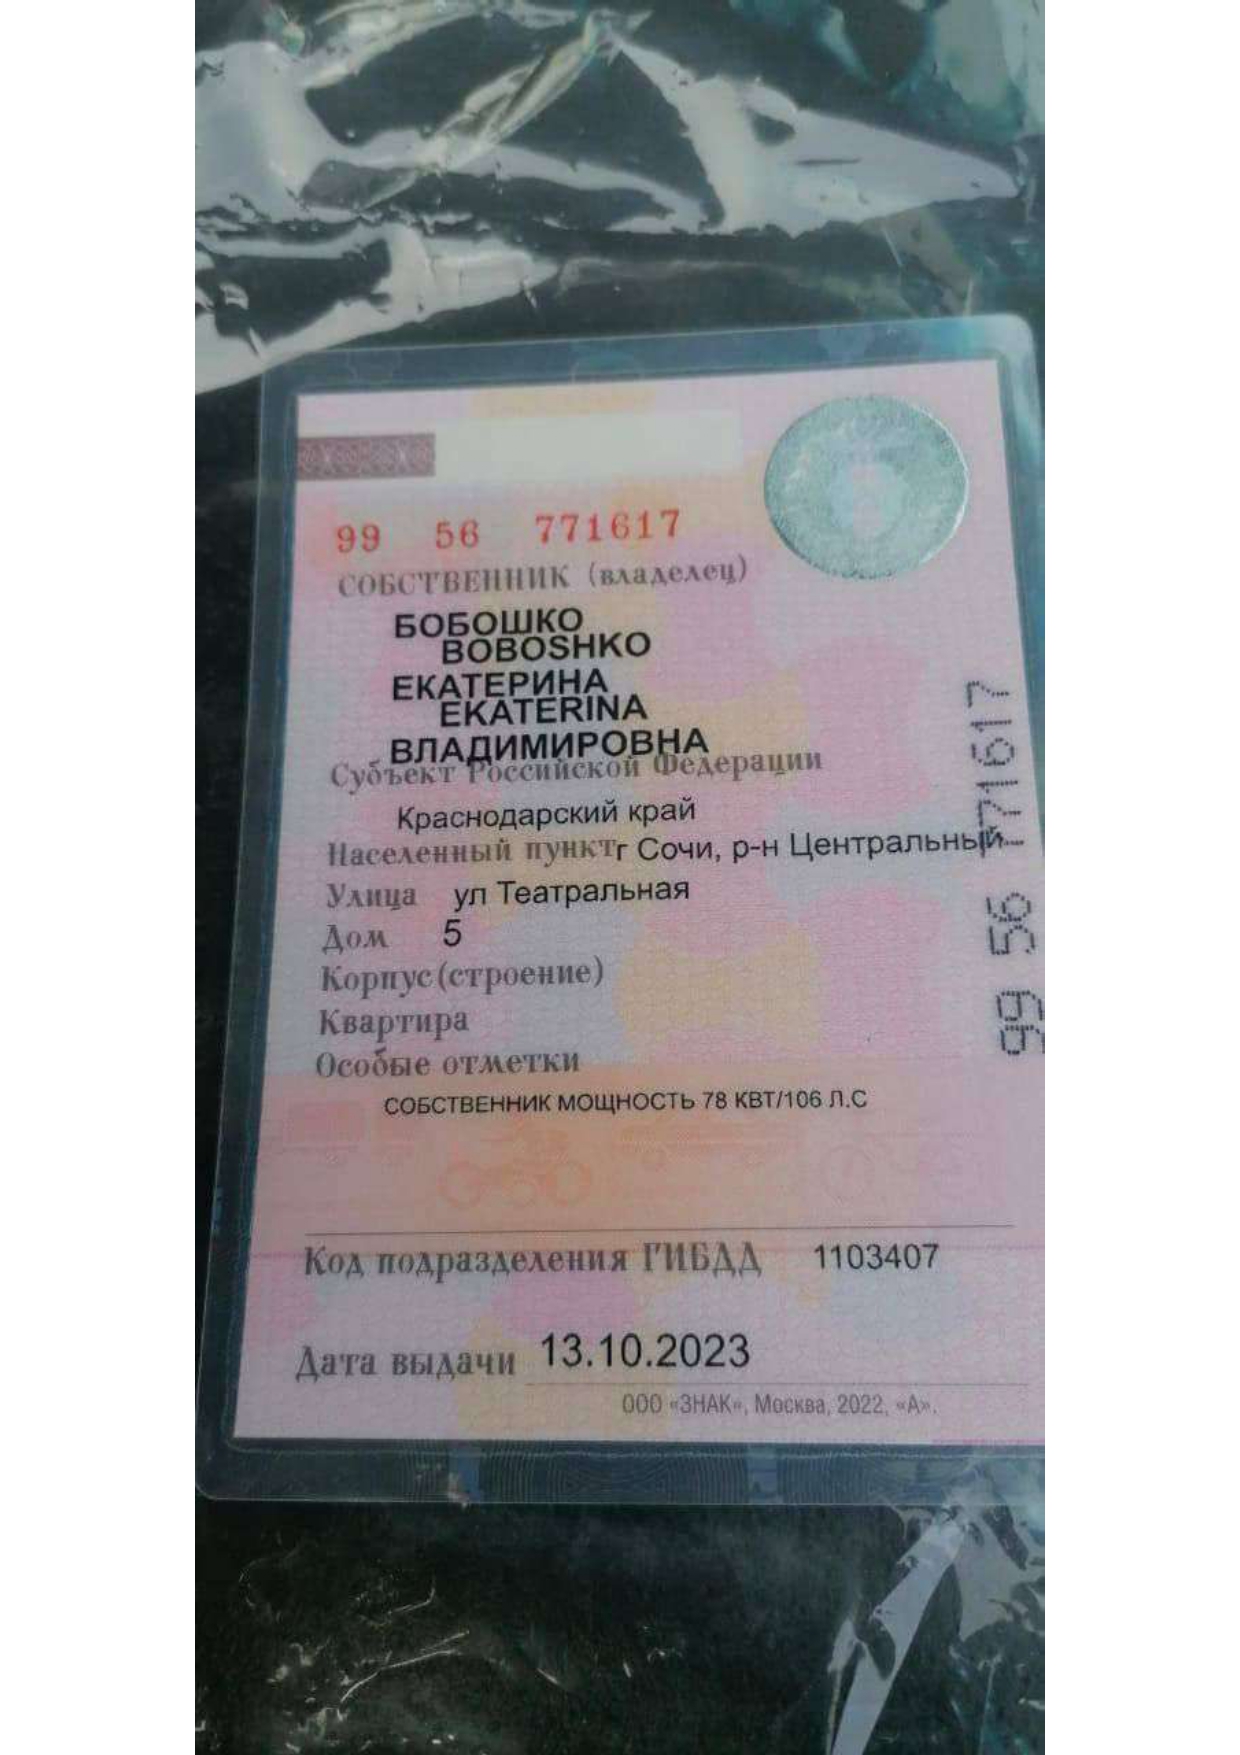 99 56 771617
СОБСТВЕННИК (владелец)
БОБОШКО
BOBOSHKO
ЕКАТЕРИНА
EKATERINA
ВЛАДИМИРОВНА
Субъект Российской Федерации
Краснодарский край
Населенный пункт г Сочи, р-н Центральный
Улица ул Театральная
Дом 5
Корпус (строение)
Квартира
Особые отметки
СОБСТВЕННИК МОЩНОСТЬ 78 КВТ/106 Л.С
Код подразделения ГИБДД 1103407
Дата выдачи 13.10.2023
ООО «ЗНАК», Москва, 2022, «А».
99 56 771617